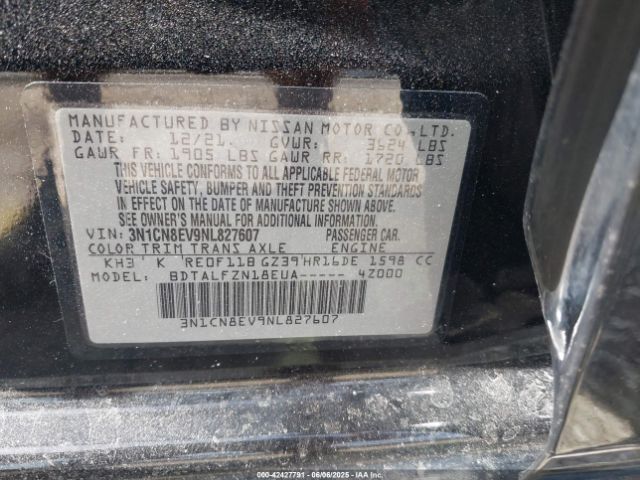 MANUFACTURED BY NISSAN MOTOR CO., LTD.
DATE: 12/21. GVWR: 3624 LBS
GAWR FR: 1905 LBS GAWR RR: 1720 LBS
THIS VEHICLE CONFORMS TO ALL APPLICABLE FEDERAL MOTOR
VEHICLE SAFETY, BUMPER AND THEFT PREVENTION STANDARDS
IN EFFECT ON THE DATE OF MANUFACTURE SHOWN ABOVE.
SEE OWNER'S MANUAL FOR ADDITIONAL INFORMATION.
VIN: 3N1CN8EV9NL827607 PASSENGER CAR.
COLOR TRIM TRANS AXLE ENGINE
KH3 K RE0F11B GZ39 HR16DE 1598 CC
MODEL: BDTALFZN18EUA----- 4Z000
3N1CN8EV9NL827607
000-42427791 - 06/06/2025 - IAA Inc.